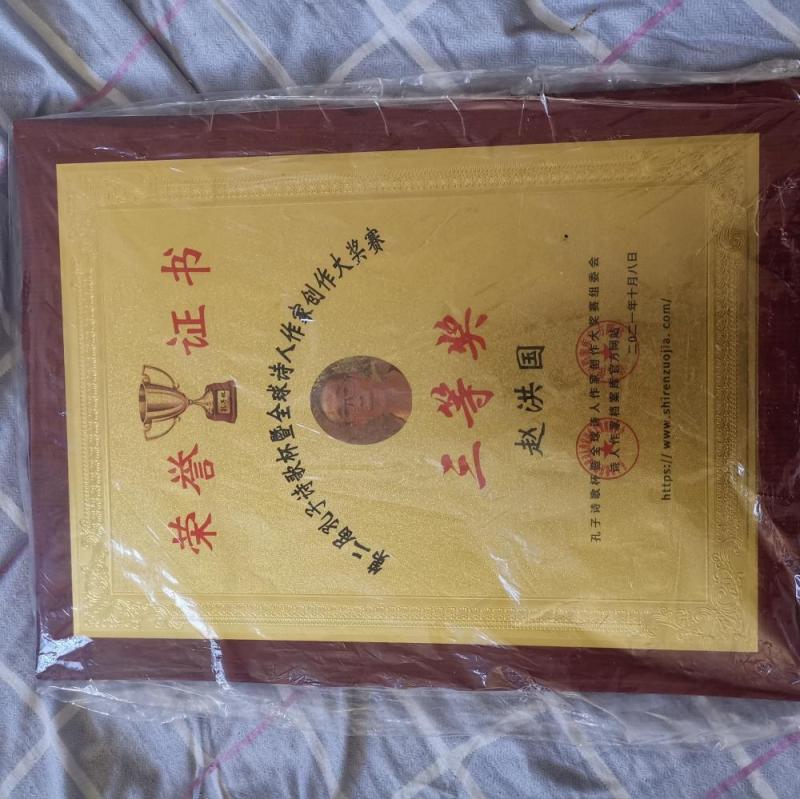 荣誉证书
第二届孔子诗歌杯暨全球诗人作家创作大奖赛
三等奖
赵洪国
孔子诗歌杯暨全球诗人作家创作大奖赛组委会
诗人作家档案库官方网站
二〇二一年十月八日
https://www.shirenzuojia.com/